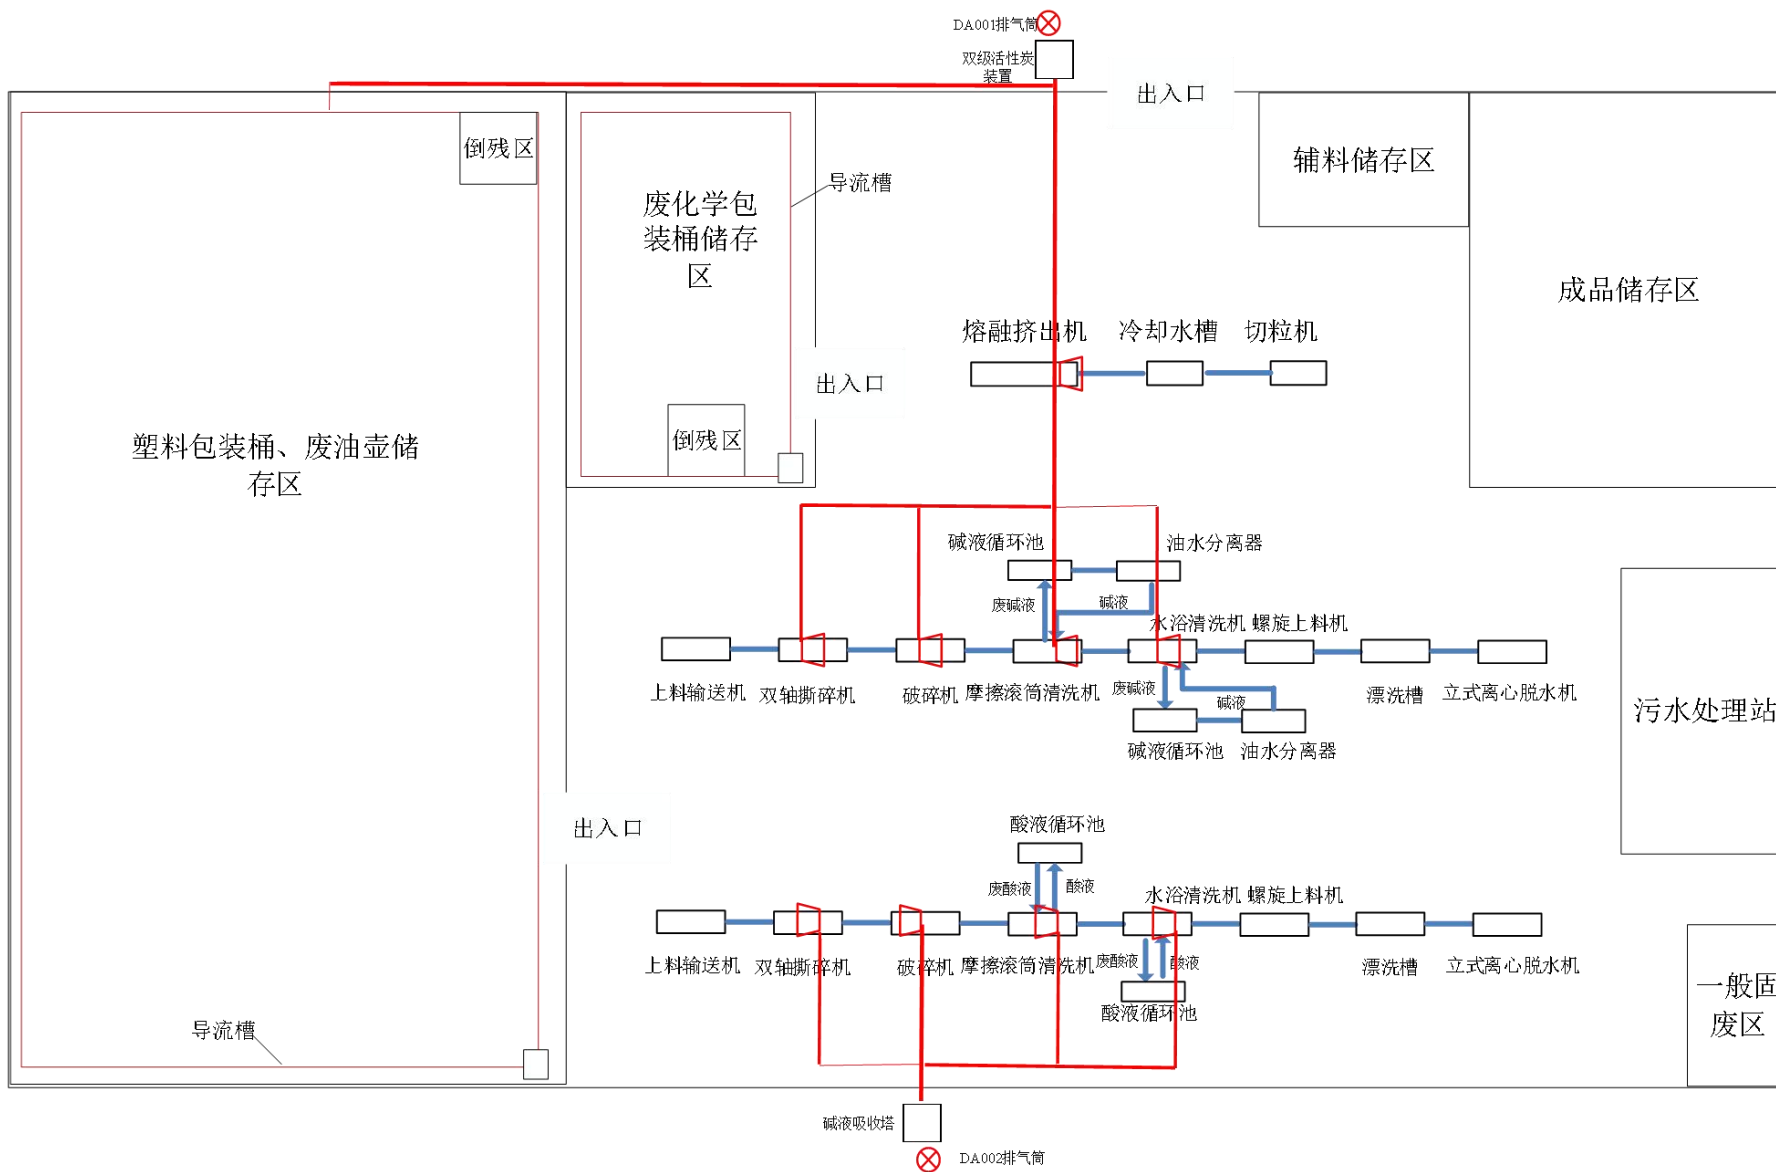 DA001排气筒
双级活性炭
装置
出入口
倒残区
辅料储存区
导流槽
废化学包
装桶储存
区
成品储存区
熔融挤出机
冷却水槽
切粒机
出入口
倒残区
塑料包装桶、废油壶储
存区
碱液循环池
油水分离器
废碱液
碱液
水浴清洗机
螺旋上料机
上料输送机
双轴撕碎机
破碎机
摩擦滚筒清洗机
废碱液
碱液
漂洗槽
立式离心脱水机
污水处理站
碱液循环池
油水分离器
出入口
酸液循环池
废酸液
酸液
水浴清洗机
螺旋上料机
上料输送机
双轴撕碎机
破碎机
摩擦滚筒清洗机
废酸液
酸液
漂洗槽
立式离心脱水机
一般固
废区
酸液循环池
导流槽
碱液吸收塔
DA002排气筒